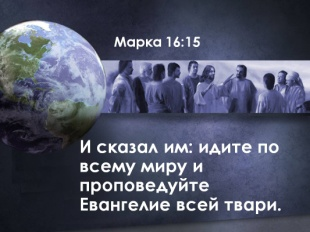 Марка 16:15
И сказал им: идите по
всему миру и
проповедуйте
Евангелие всей твари.